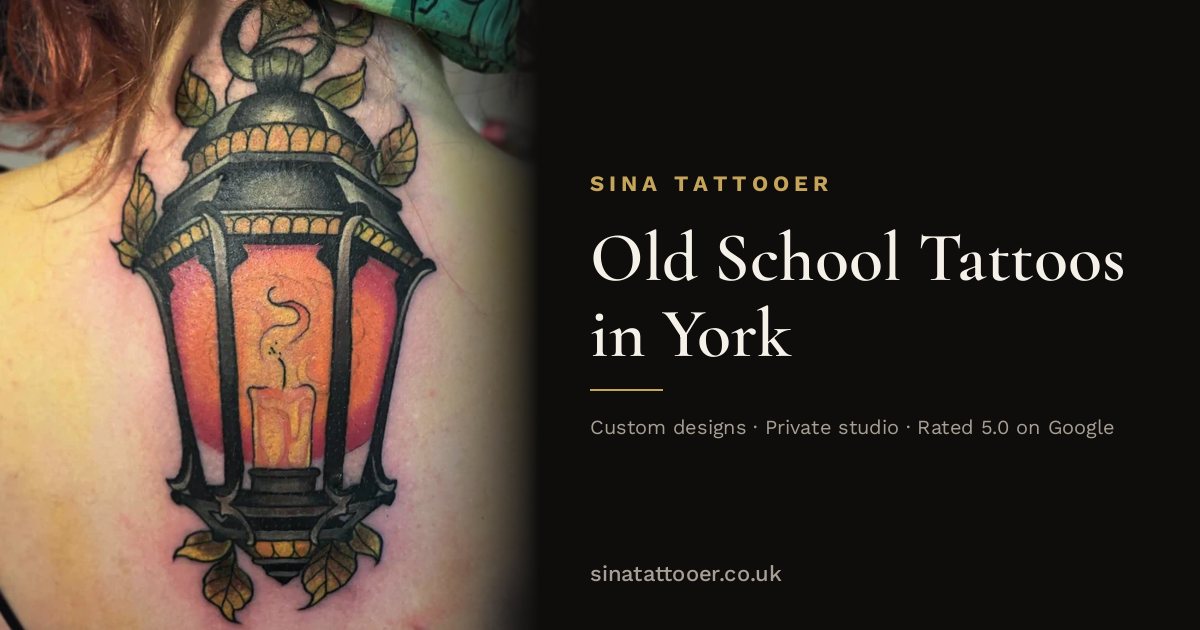 SINA TATTOOER
Old School Tattoos
in York
Custom designs · Private studio · Rated 5.0 on Google
sinatattooer.co.uk